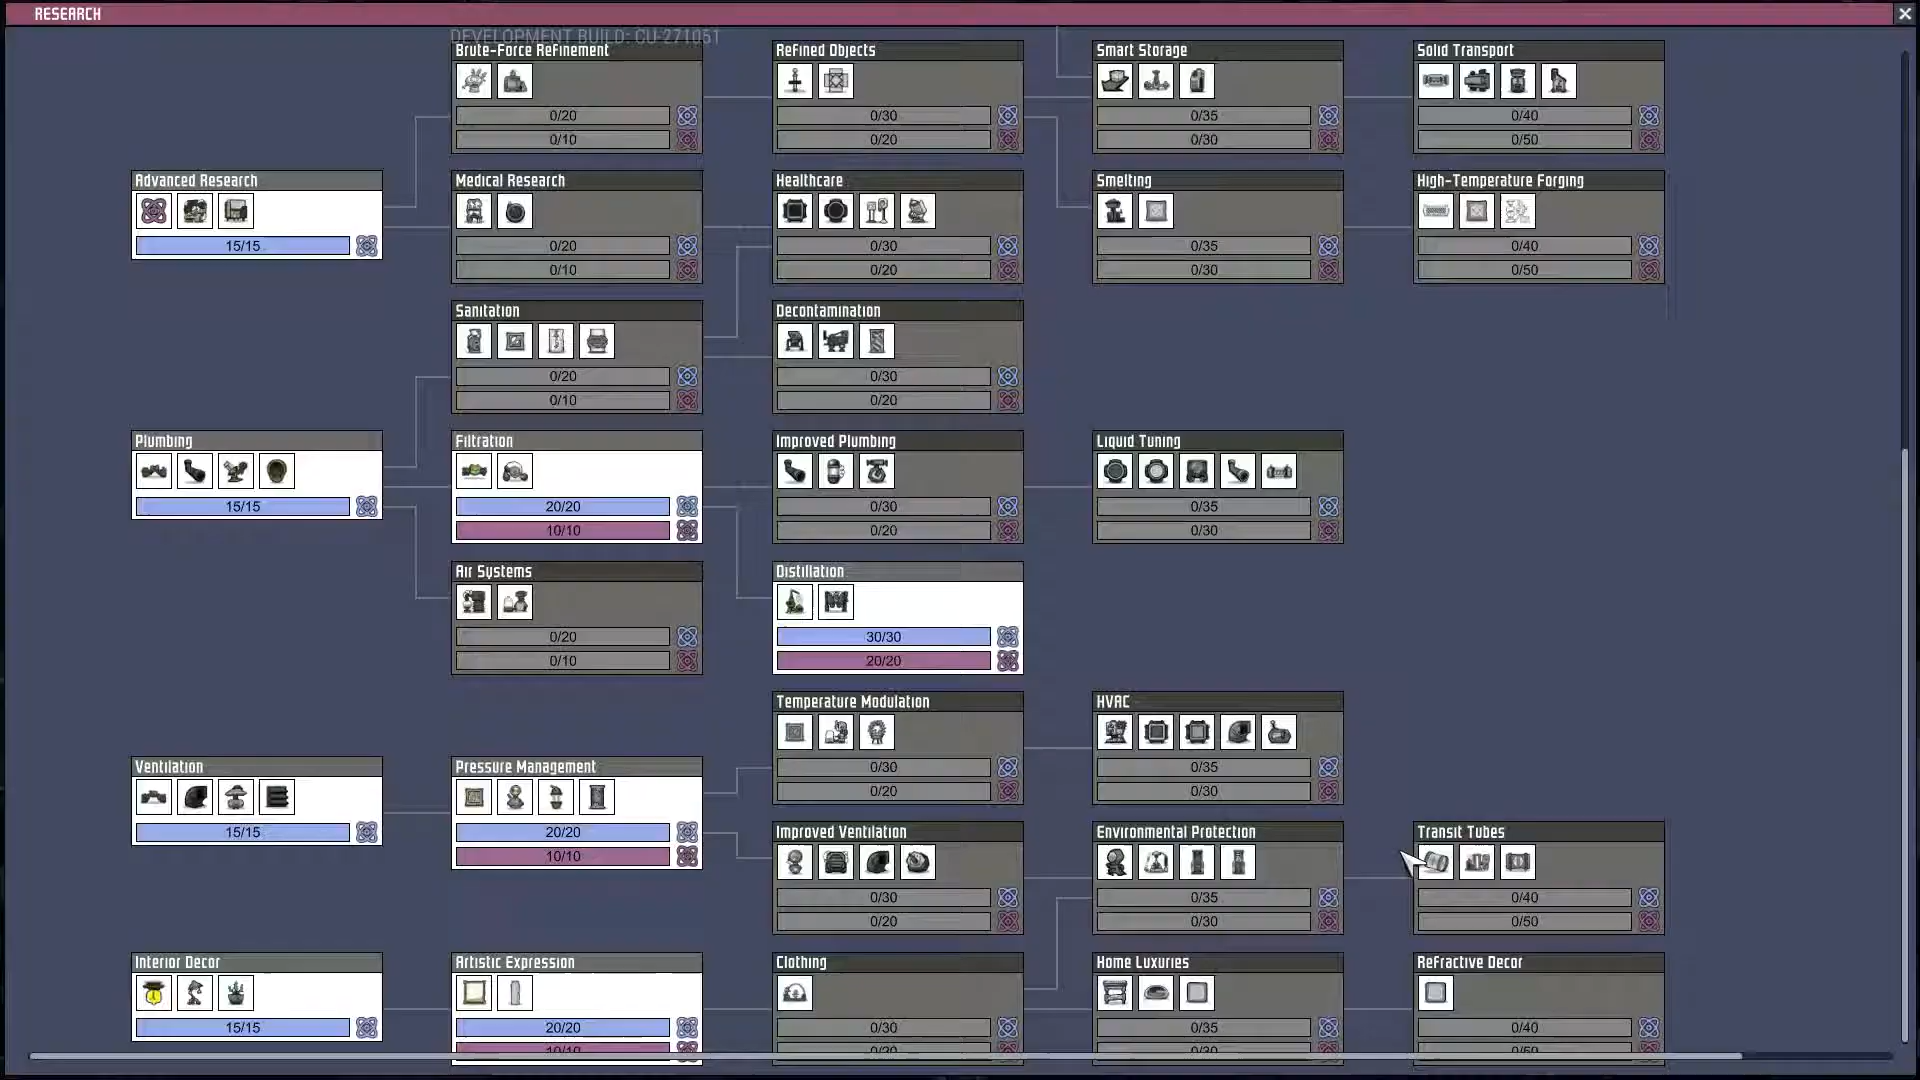 RESEARCH
DEVELOPMENT BUILD: CU-271051
Brute-Force Refinement
0/20
0/10
Refined Objects
0/30
0/20
Smart Storage
0/35
0/30
Solid Transport
0/40
0/50
Advanced Research
15/15
Medical Research
0/20
0/10
Healthcare
0/30
0/20
Smelting
0/35
0/30
High-Temperature Forging
0/40
0/50
Sanitation
0/20
0/10
Decontamination
0/30
0/20
Plumbing
15/15
Filtration
20/20
10/10
Improved Plumbing
0/30
0/20
Liquid Tuning
0/35
0/30
Air Systems
0/20
0/10
Distillation
30/30
20/20
Temperature Modulation
0/30
0/20
HVAC
0/35
0/30
Ventilation
15/15
Pressure Management
20/20
10/10
Improved Ventilation
0/30
0/20
Environmental Protection
0/35
0/30
Transit Tubes
0/40
0/50
Interior Decor
15/15
Artistic Expression
20/20
10/10
Clothing
0/30
0/20
Home Luxuries
0/35
0/30
Refractive Decor
0/40
0/50